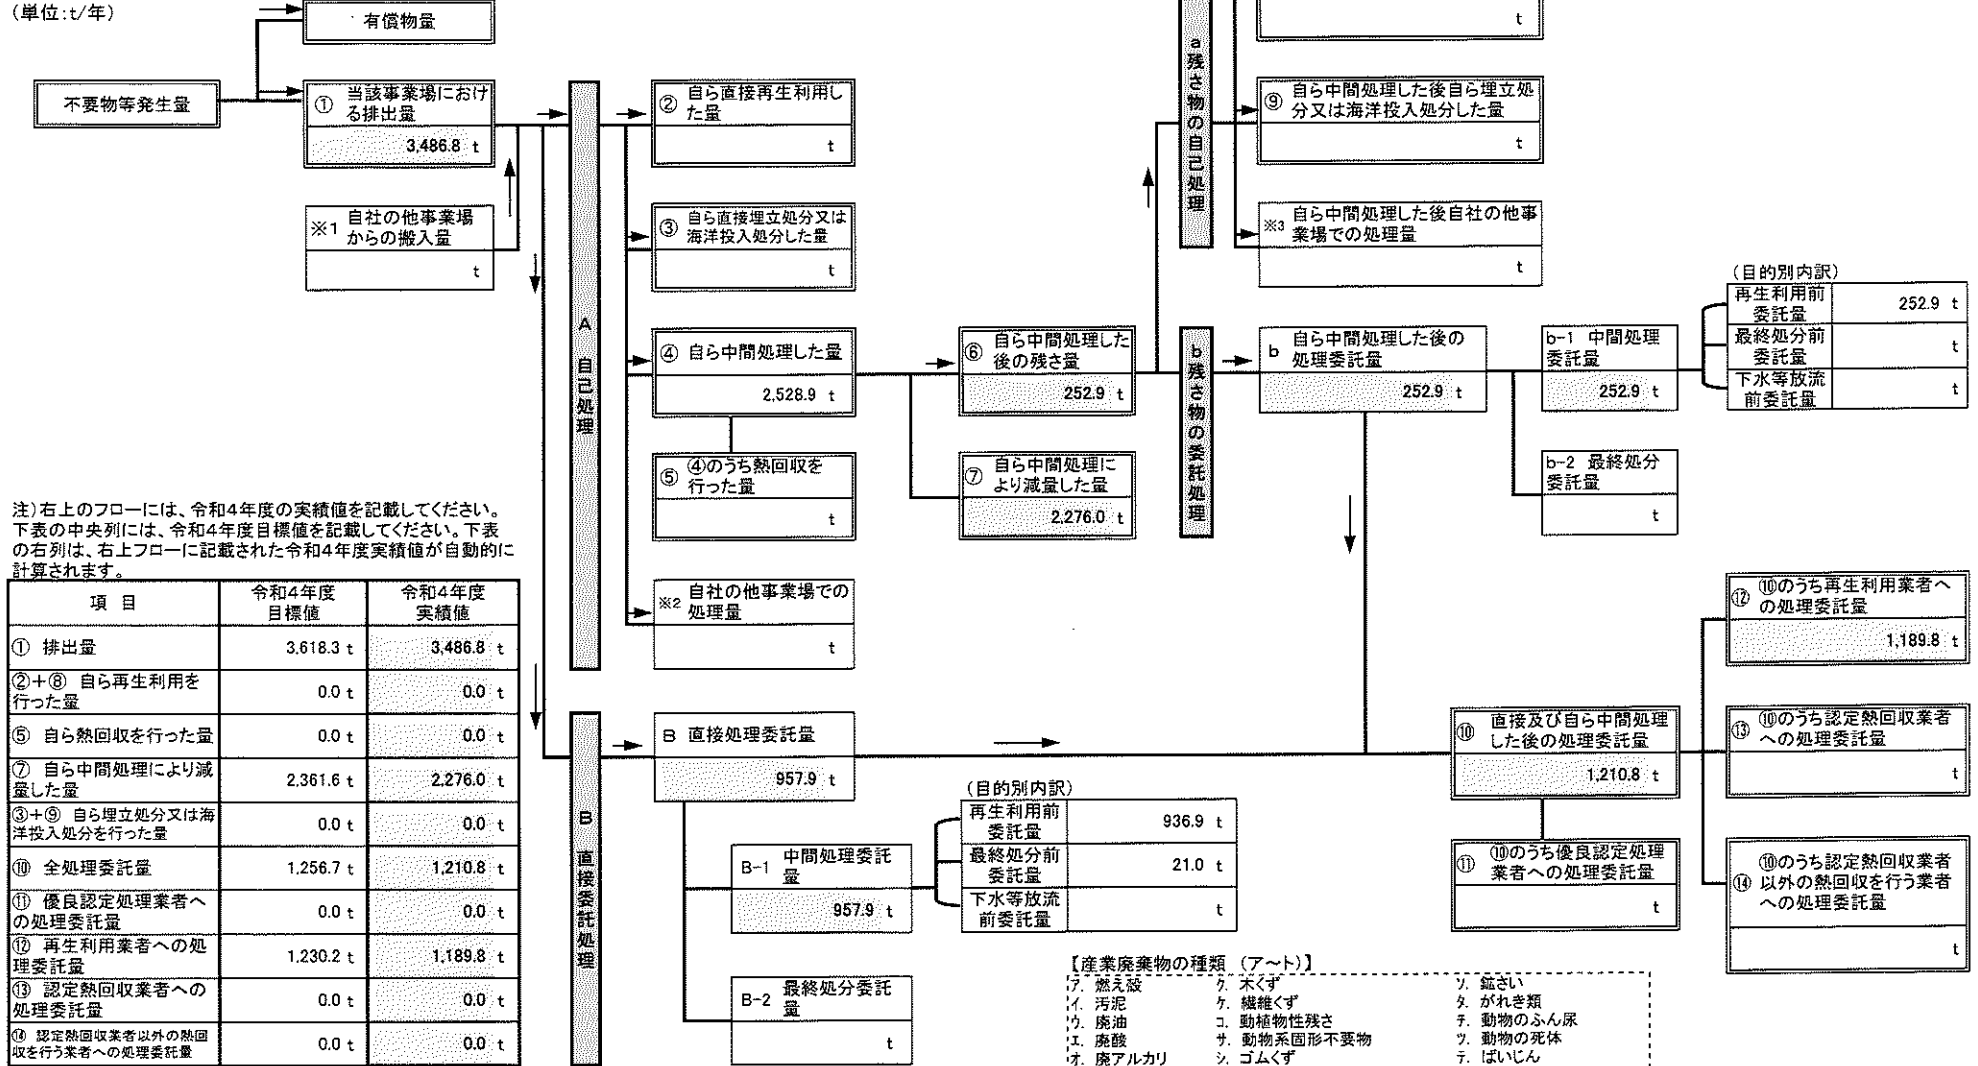 (単位:t/年)
有償物量
t
不要物等発生量
① 当該事業場におけ
る排出量
3,486.8 t
※1 自社の他事業場
からの搬入量
t
A 自己処理
② 自ら直接再生利用し
た量
t
③ 自ら直接埋立処分又は
海洋投入処分した量
t
④ 自ら中間処理した量
2,528.9 t
⑤ ④のうち熱回収を
行った量
t
※2 自社の他事業場での
処理量
t
⑥ 自ら中間処理した
後の残さ量
252.9 t
⑦ 自ら中間処理に
より減量した量
2,276.0 t
a 残さ物の自己処理
⑨ 自ら中間処理した後自ら埋立処
分又は海洋投入処分した量
t
※3 自ら中間処理した後自社の他事
業場での処理量
t
b 残さ物の委託処理
b 自ら中間処理した後の
処理委託量
252.9 t
b-1 中間処理
委託量
252.9 t
b-2 最終処分
委託量
t
(目的別内訳)
再生利用前
委託量
252.9 t
最終処分前
委託量
t
下水等放流
前委託量
t
注)右上のフローには、令和4年度の実績値を記載してください。
下表の中央列には、令和4年度目標値を記載してください。下表
の右列は、右上フローに記載された令和4年度実績値が自動的に
計算されます。
項 目 令和4年度 目標値 令和4年度 実績値
① 排出量 3,618.3 t 3,486.8 t
②+⑧ 自ら再生利用を
行った量 0.0 t 0.0 t
⑤ 自ら熱回収を行った量 0.0 t 0.0 t
⑦ 自ら中間処理により減
量した量 2,361.6 t 2,276.0 t
③+⑨ 自ら埋立処分又は海
洋投入処分を行った量 0.0 t 0.0 t
⑩ 全処理委託量 1,256.7 t 1,210.8 t
⑪ 優良認定処理業者へ
の処理委託量 0.0 t 0.0 t
⑫ 再生利用業者への処
理委託量 1,230.2 t 1,189.8 t
⑬ 認定熱回収業者への
処理委託量 0.0 t 0.0 t
⑭ 認定熱回収業者以外の熱回
収を行う業者への処理委託量 0.0 t 0.0 t
B 直接委託処理
B 直接処理委託量
957.9 t
B-1 中間処理委託
量
957.9 t
B-2 最終処分委託
量
t
(目的別内訳)
再生利用前
委託量
936.9 t
最終処分前
委託量
21.0 t
下水等放流
前委託量
t
⑩ 直接及び自ら中間処理
した後の処理委託量
1,210.8 t
⑪ ⑩のうち優良認定処理
業者への処理委託量
t
⑫ ⑩のうち再生利用業者へ
の処理委託量
1,189.8 t
⑬ ⑩のうち認定熱回収業者
への処理委託量
t
⑭ ⑩のうち認定熱回収業者
以外の熱回収を行う業者
への処理委託量
t
【産業廃棄物の種類 (ア~ト)】
ア. 燃え殻 ク. 木くず ソ. 鉱さい
イ. 汚泥 ケ. 繊維くず タ. がれき類
ウ. 廃油 コ. 動植物性残さ チ. 動物のふん尿
エ. 廃酸 サ. 動物系固形不要物 ツ. 動物の死体
オ. 廃アルカリ シ. ゴムくず テ. ばいじん